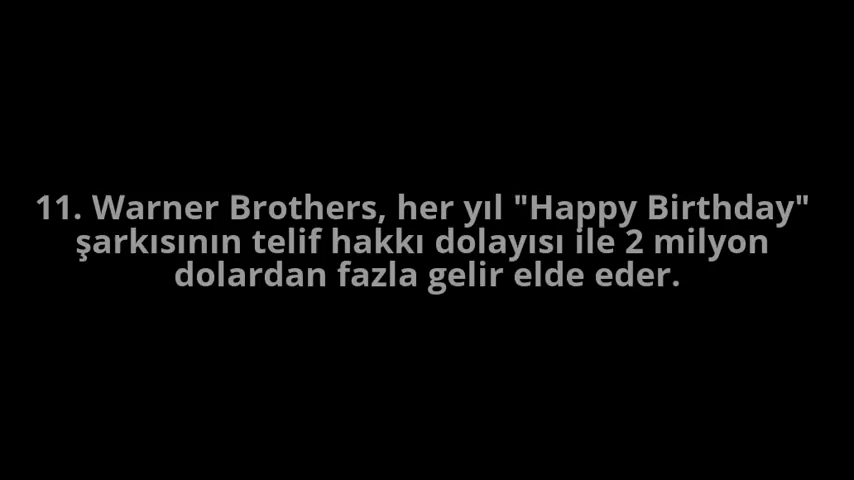 11. Warner Brothers, her yıl "Happy Birthday"
şarkısının telif hakkı dolayısı ile 2 milyon
dolardan fazla gelir elde eder.